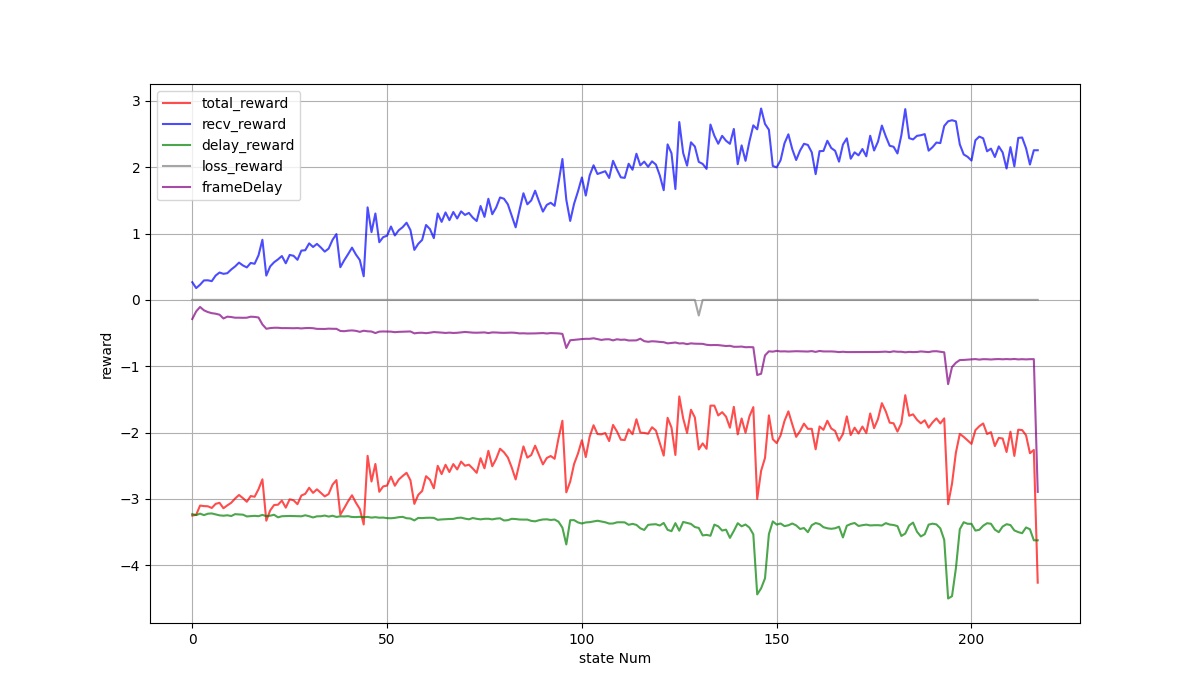 total_reward
recv_reward
delay_reward
loss_reward
frameDelay
3
2
1
0
−1
−2
−3
−4
reward
0
50
100
150
200
state Num